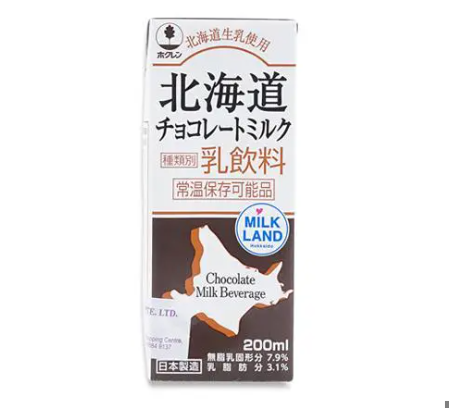 ホクレン
北海道生乳使用
北海道
チョコレートミルク
種類別 乳飲料
常温保存可能品
MILK
LAND
Hokkaido
Chocolate
Milk Beverage
TE. LTD.
Centre,
9137
200ml
無脂乳固形分 7.9%
乳脂肪分 3.1%
日本製造